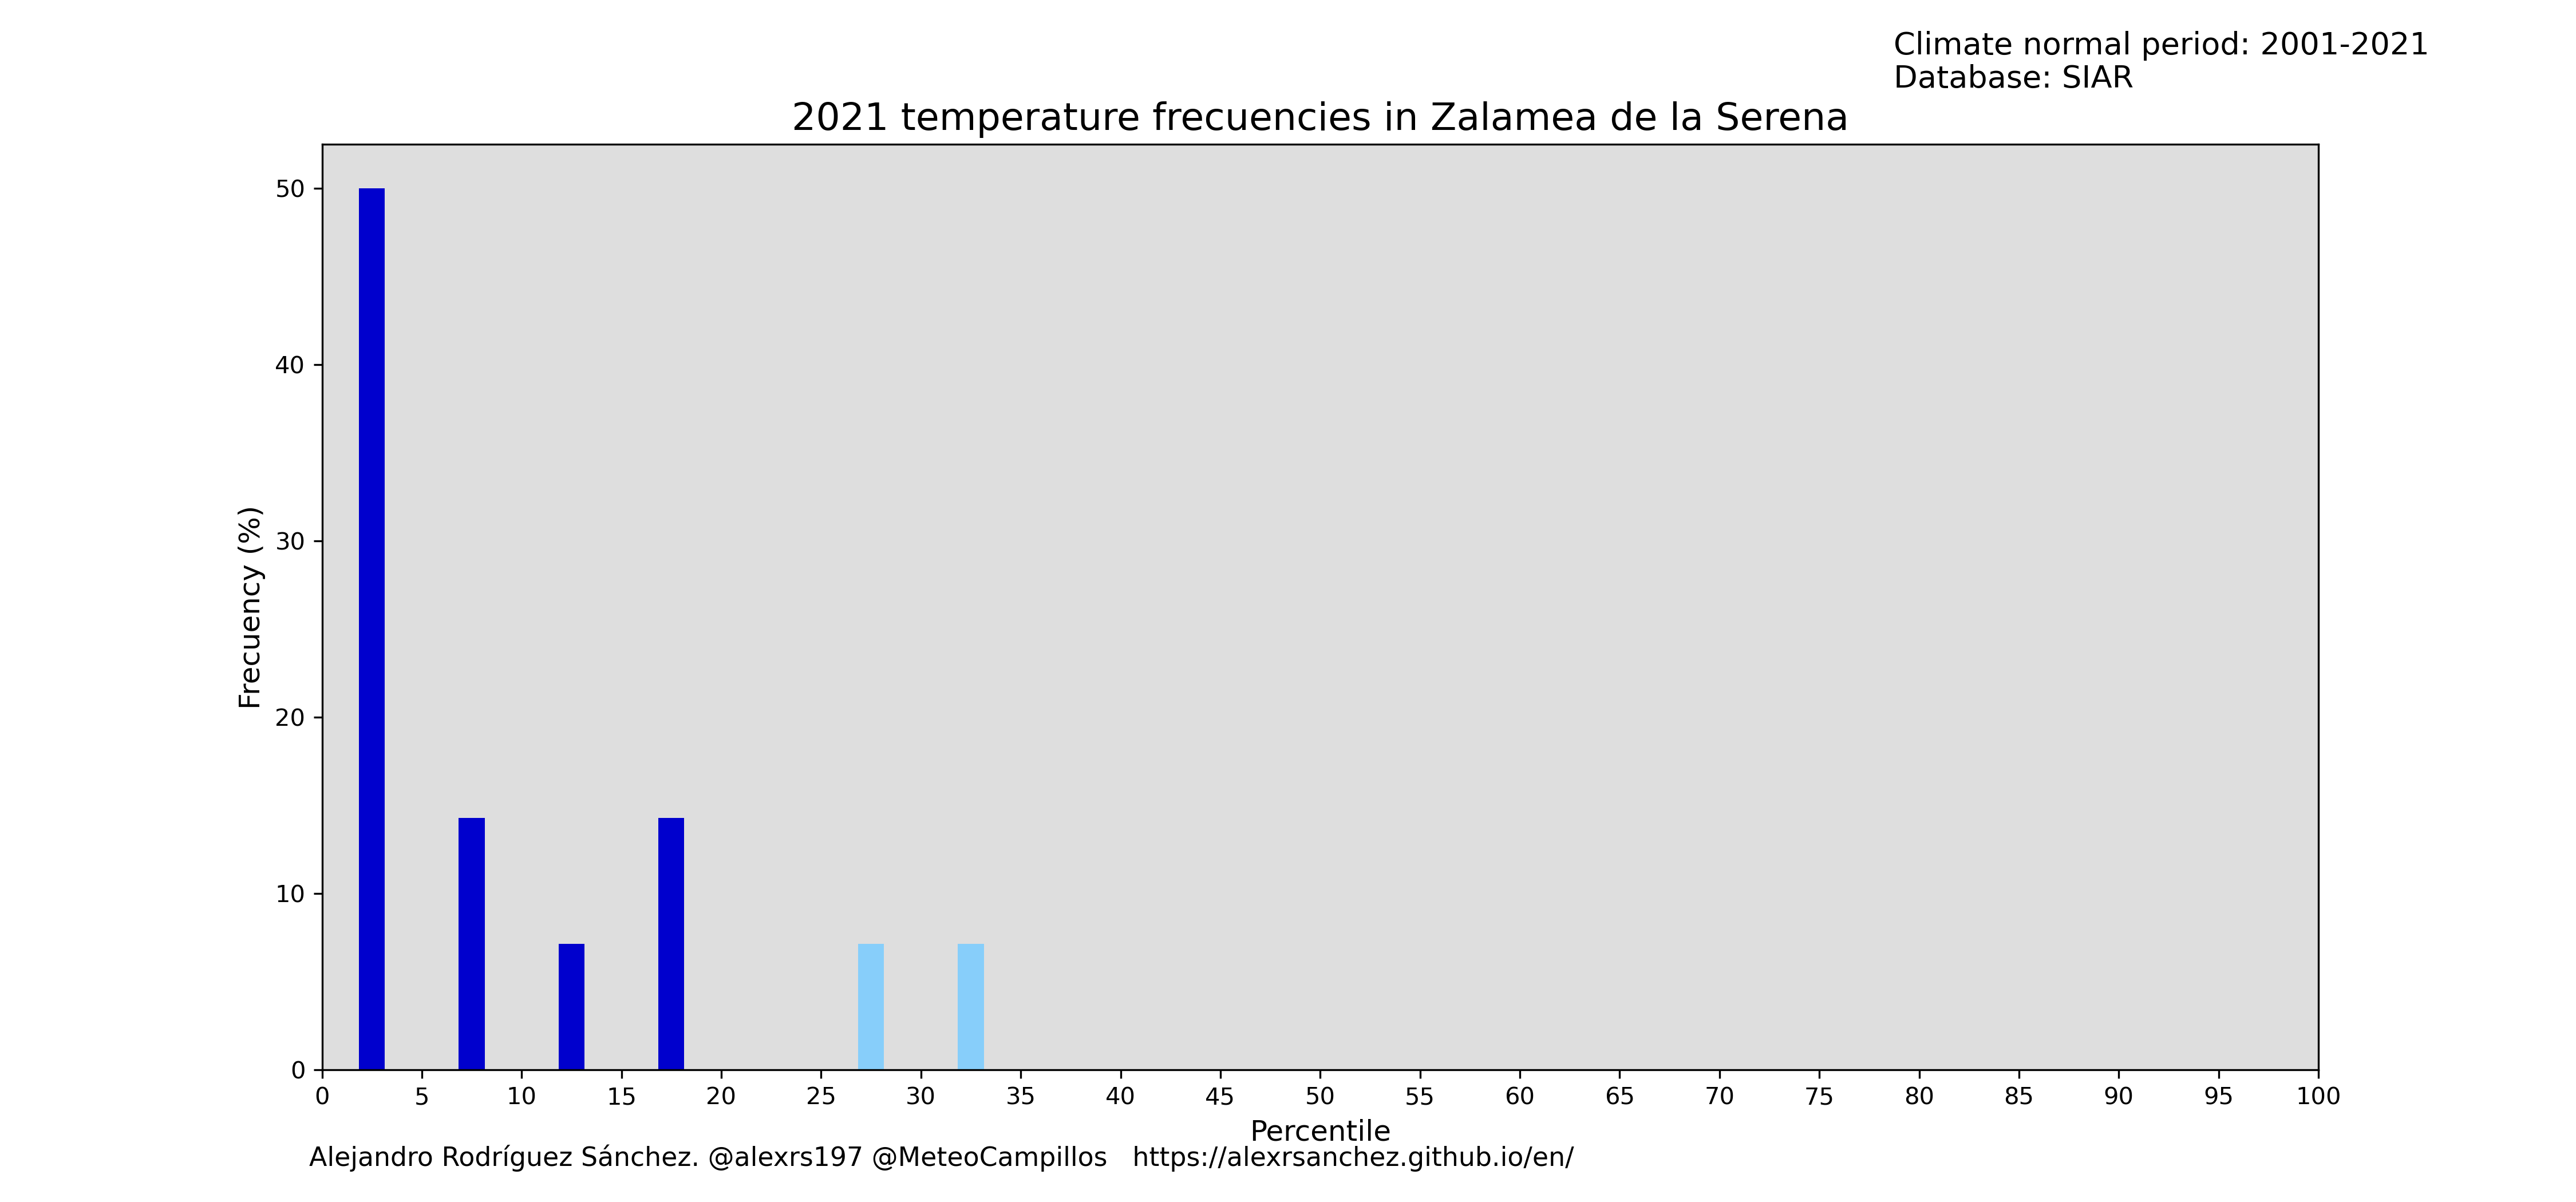 Climate normal period: 2001-2021
Database: SIAR
2021 temperature frecuencies in Zalamea de la Serena
50
40
30
20
10
0
Frecuency (%)
0 5 10 15 20 25 30 35 40 45 50 55 60 65 70 75 80 85 90 95 100
Percentile
Alejandro Rodríguez Sánchez. @alexrs197 @MeteoCampillos https://alexrsanchez.github.io/en/